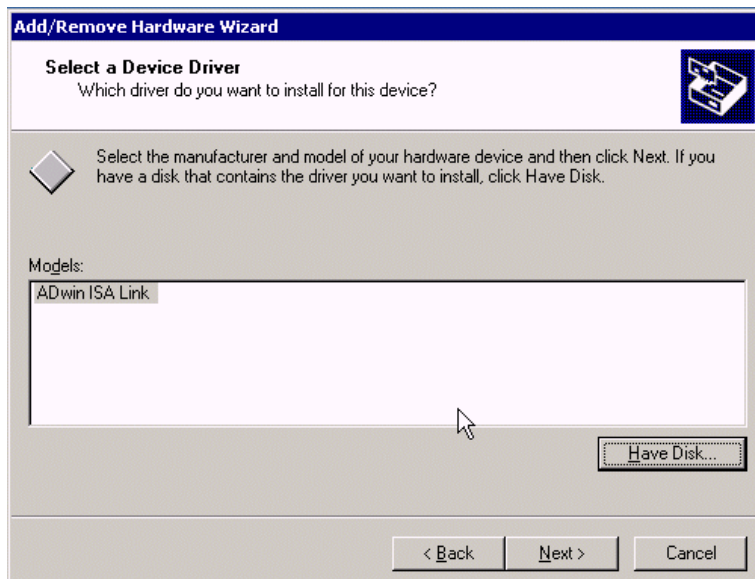 Add/Remove Hardware Wizard
Select a Device Driver
Which driver do you want to install for this device?
Select the manufacturer and model of your hardware device and then click Next. If you
have a disk that contains the driver you want to install, click Have Disk.
Models:
ADwin ISA Link
Have Disk...
< Back
Next >
Cancel